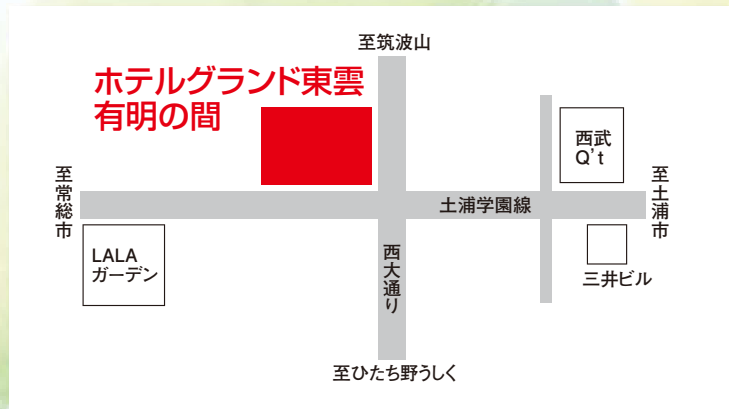 至筑波山
ホテルグランド東雲
有明の間
西武
Q't
至常総市
土浦学園線
至土浦市
LALA
ガーデン
西大通り
三井ビル
至ひたち野うしく